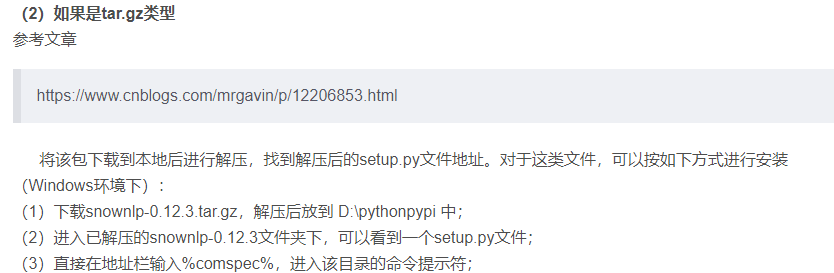 （2）如果是tar.gz类型
参考文章
https://www.cnblogs.com/mrgavin/p/12206853.html
将该包下载到本地后进行解压，找到解压后的setup.py文件地址。对于这类文件，可以按如下方式进行安装
（Windows环境下）：
（1）下载snownlp-0.12.3.tar.gz，解压后放到 D:\pythonpypi 中；
（2）进入已解压的snownlp-0.12.3文件夹下，可以看到一个setup.py文件；
（3）直接在地址栏输入%comspec%，进入该目录的命令提示符；